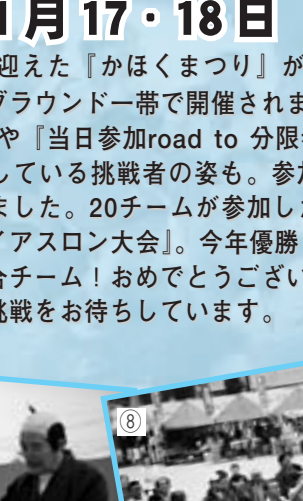 1月17・18日
迎えた『かほくまつり』が
グラウンド一帯で開催されま
や『当日参加road to 分限
している挑戦者の姿も。参
ました。20チームが参加し
イアスロン大会』。今年優勝
合チーム！おめでとうござい
挑戦をお待ちしています。
⑧